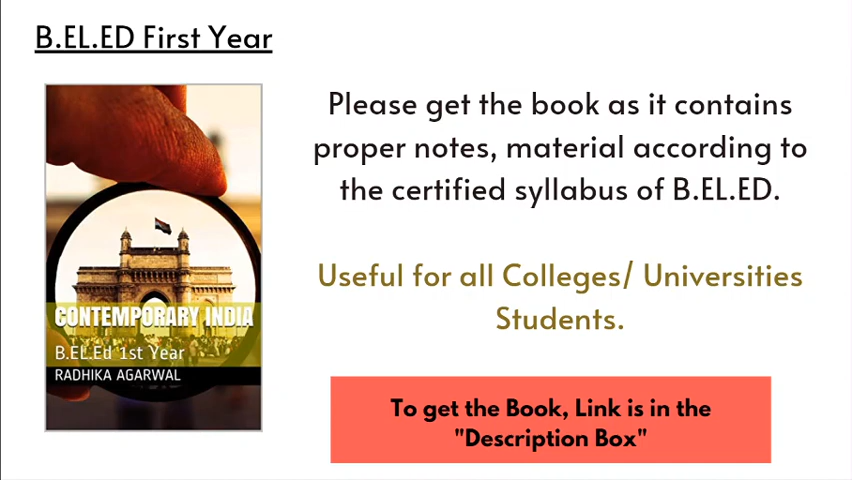 B.EL.ED First Year
Please get the book as it contains
proper notes, material according to
the certified syllabus of B.EL.ED.
Useful for all Colleges/ Universities
Students.
To get the Book, Link is in the
"Description Box"
CONTEMPORARY INDIA
B.EL.Ed 1st Year
RADHIKA AGARWAL